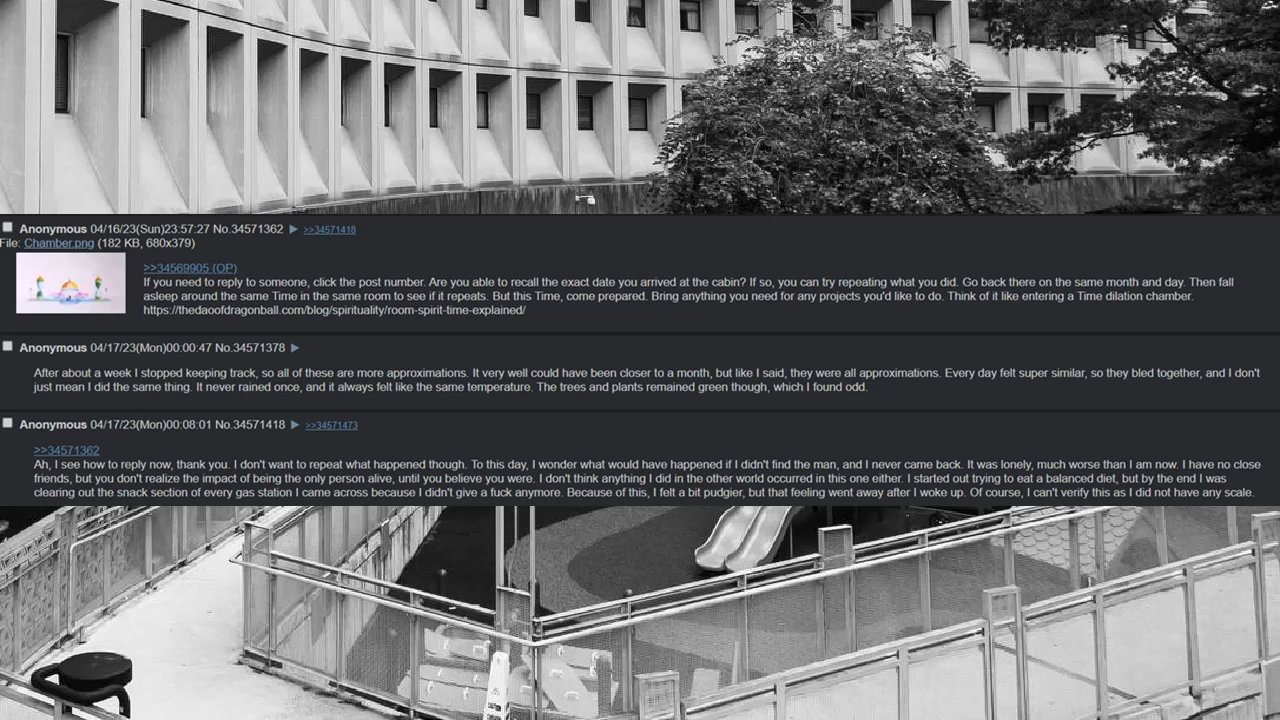 Anonymous 04/16/23(Sun)23:57:27 No.34571362 ▶ >>34571418
File: Chamber.png (182 KB, 680x379)
>>34569905 (OP)
If you need to reply to someone, click the post number. Are you able to recall the exact date you arrived at the cabin? If so, you can try repeating what you did. Go back there on the same month and day. Then fall
asleep around the same Time in the same room to see if it repeats. But this Time, come prepared. Bring anything you need for any projects you'd like to do. Think of it like entering a Time dilation chamber.
https://thedaoofdragonball.com/blog/spirituality/room-spirit-time-explained/
Anonymous 04/17/23(Mon)00:00:47 No.34571378 ▶
After about a week I stopped keeping track, so all of these are more approximations. It very well could have been closer to a month, but like I said, they were all approximations. Every day felt super similar, so they bled together, and I don't
just mean I did the same thing. It never rained once, and it always felt like the same temperature. The trees and plants remained green though, which I found odd.
Anonymous 04/17/23(Mon)00:08:01 No.34571418 ▶ >>34571473
>>34571362
Ah, I see how to reply now, thank you. I don't want to repeat what happened though. To this day, I wonder what would have happened if I didn't find the man, and I never came back. It was lonely, much worse than I am now. I have no close
friends, but you don't realize the impact of being the only person alive, until you believe you were. I don't think anything I did in the other world occurred in this one either. I started out trying to eat a balanced diet, but by the end I was
clearing out the snack section of every gas station I came across because I didn't give a fuck anymore. Because of this, I felt a bit pudgier, but that feeling went away after I woke up. Of course, I can't verify this as I did not have any scale.